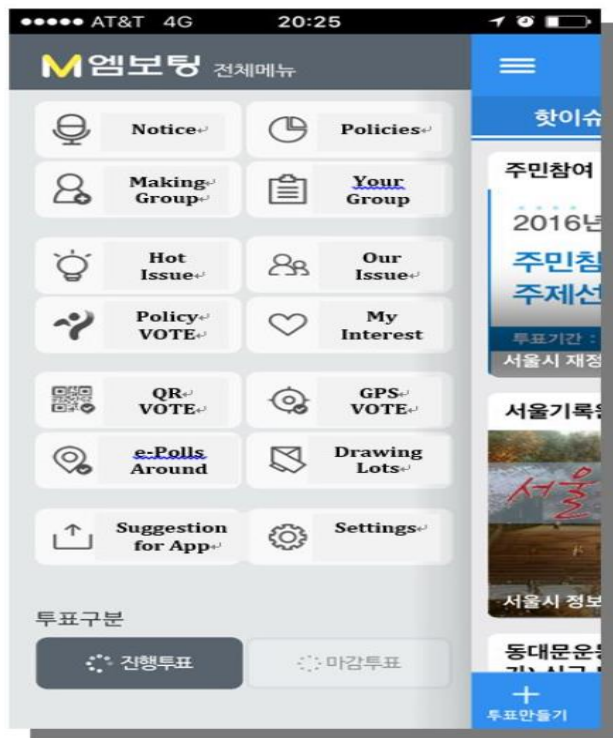 AT&T 4G 20:25
M엠보팅 전체메뉴
Notice
Policies
Making
Group
Your
Group
Hot
Issue
Our
Issue
Policy
VOTE
My
Interest
QR
VOTE
GPS
VOTE
e-Polls
Around
Drawing
Lots
Suggestion
for App
Settings
투표구분
진행투표
마감투표
핫이슈
주민참여
2016년
주민참
주제선
투표기간 :
서울시 재정
서울기록원
서울
서울시 정보
동대문운동
투표만들기